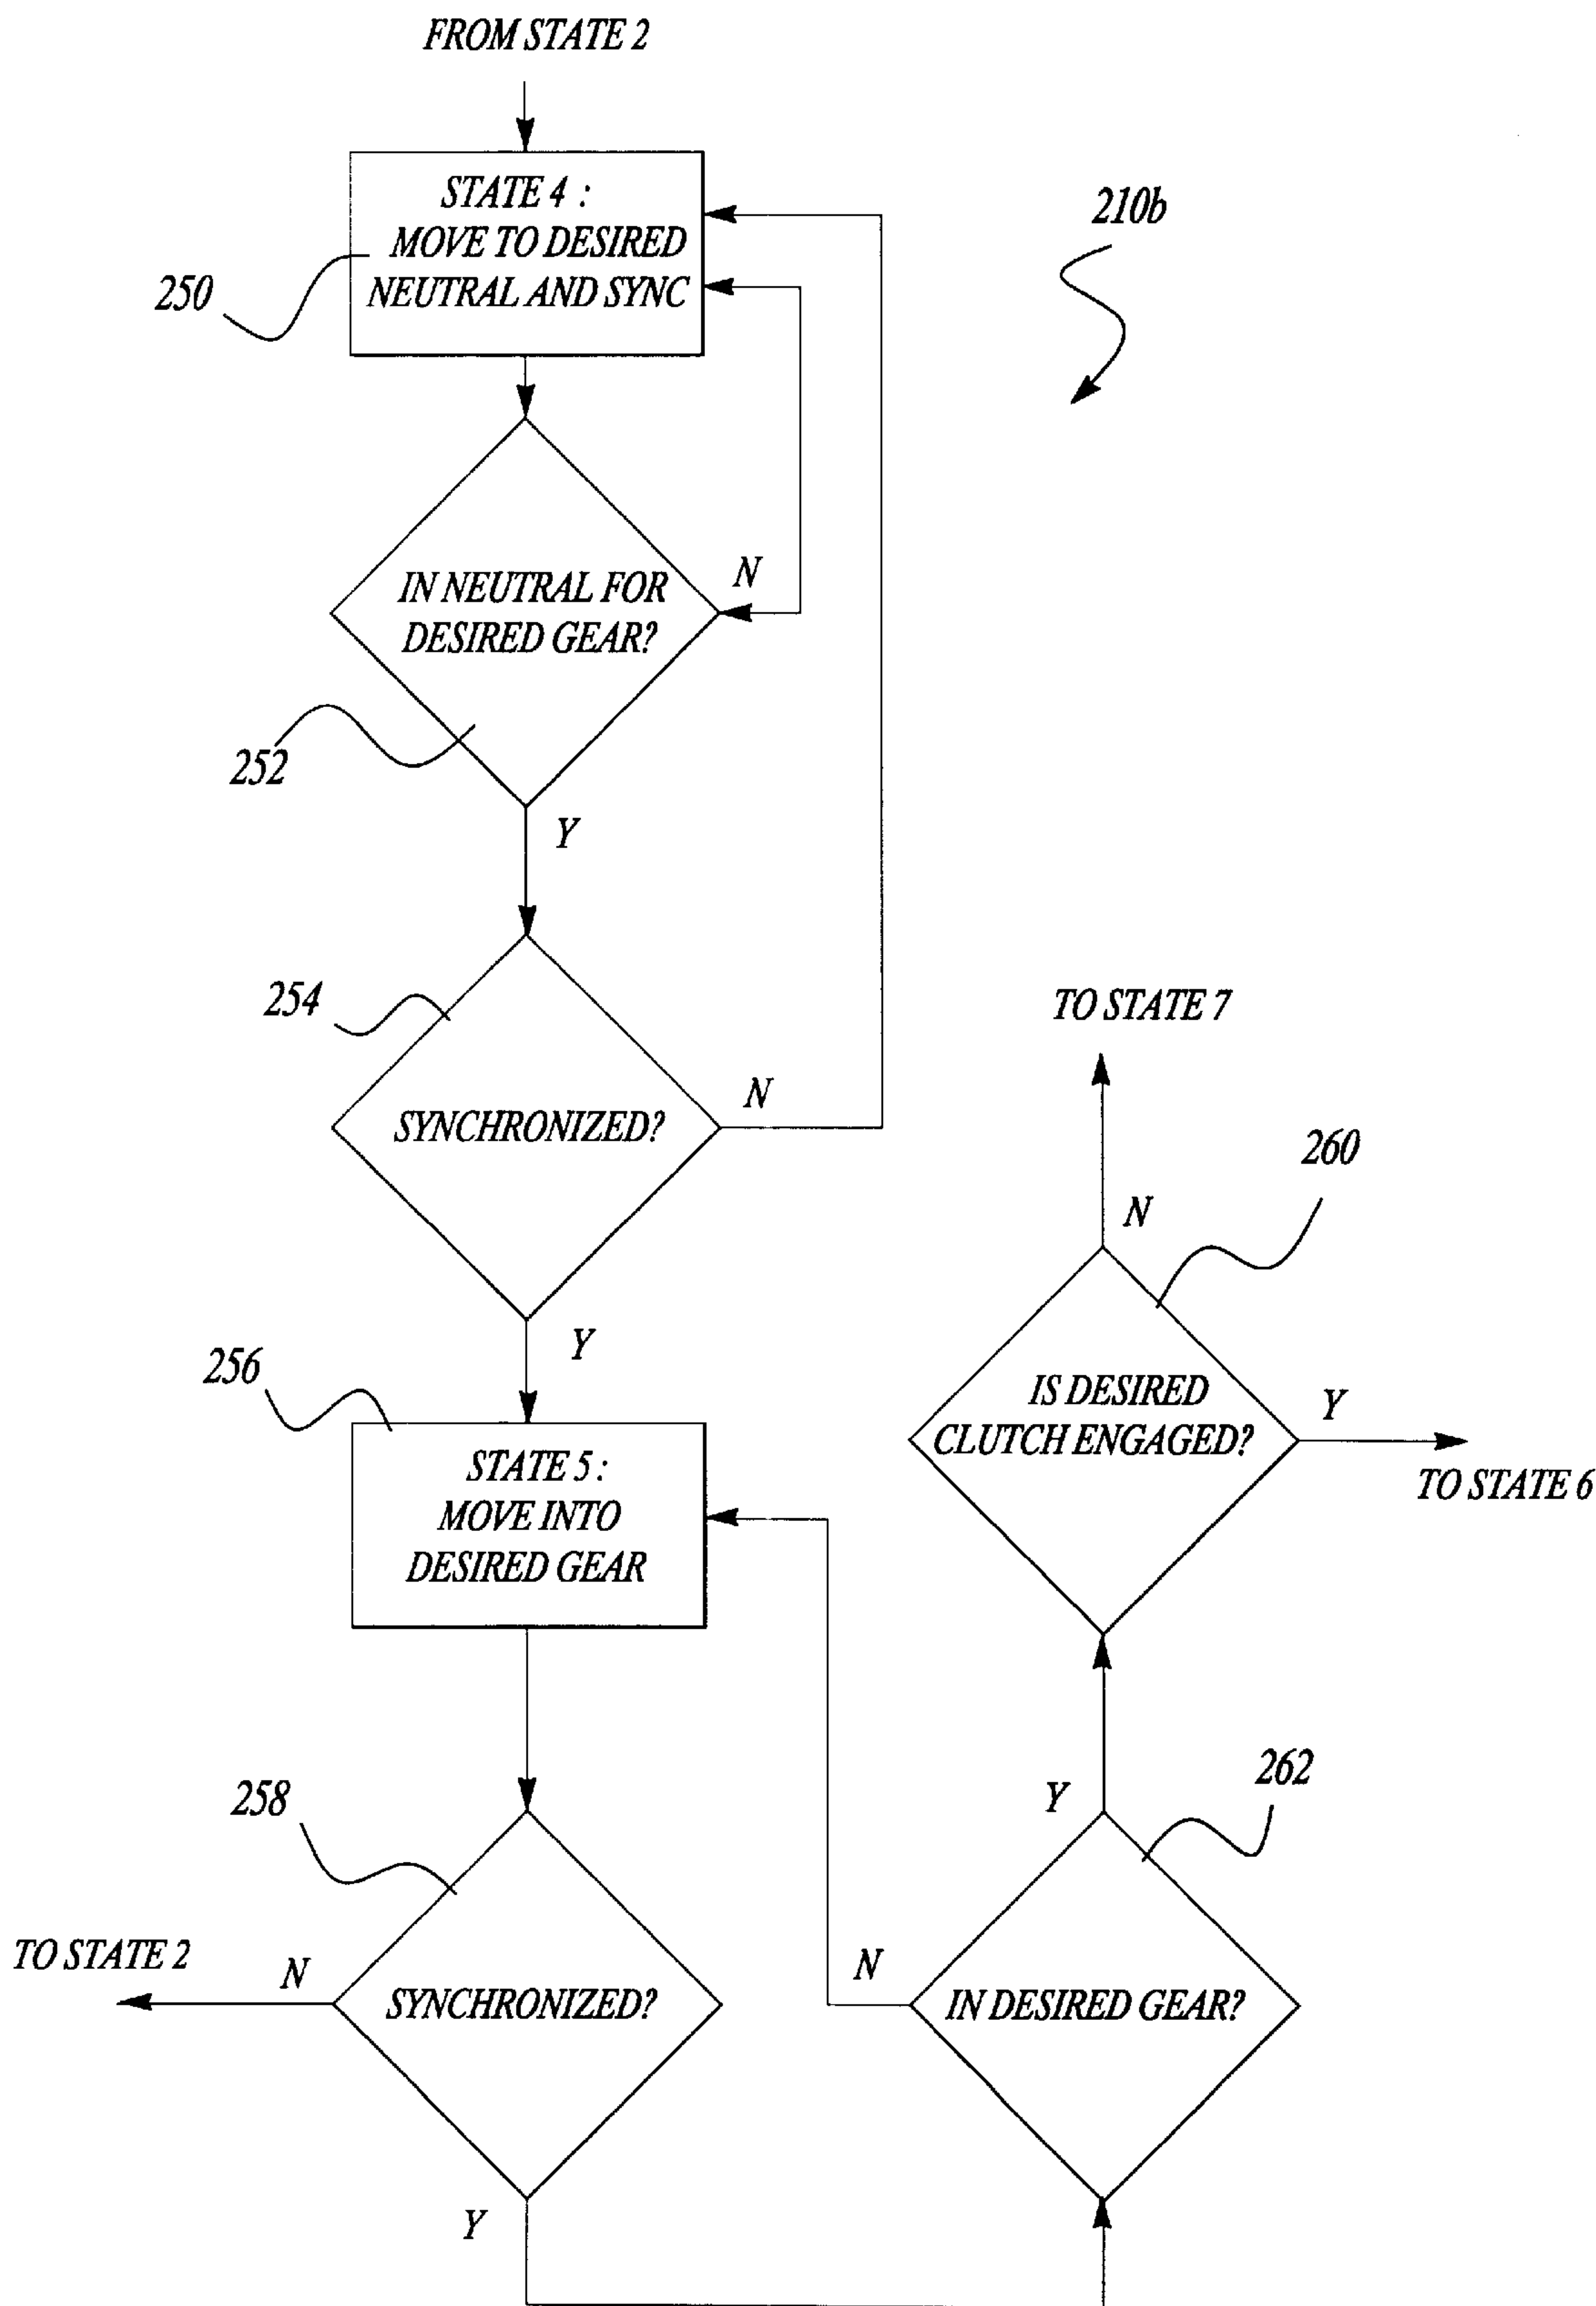 FROM STATE 2
STATE 4 :
MOVE TO DESIRED
NEUTRAL AND SYNC
250
210b
IN NEUTRAL FOR
DESIRED GEAR?
N
252
Y
254
SYNCHRONIZED?
N
Y
256
STATE 5 :
MOVE INTO
DESIRED GEAR
258
SYNCHRONIZED?
N
TO STATE 2
Y
TO STATE 7
260
N
IS DESIRED
CLUTCH ENGAGED?
Y
TO STATE 6
262
Y
N
IN DESIRED GEAR?